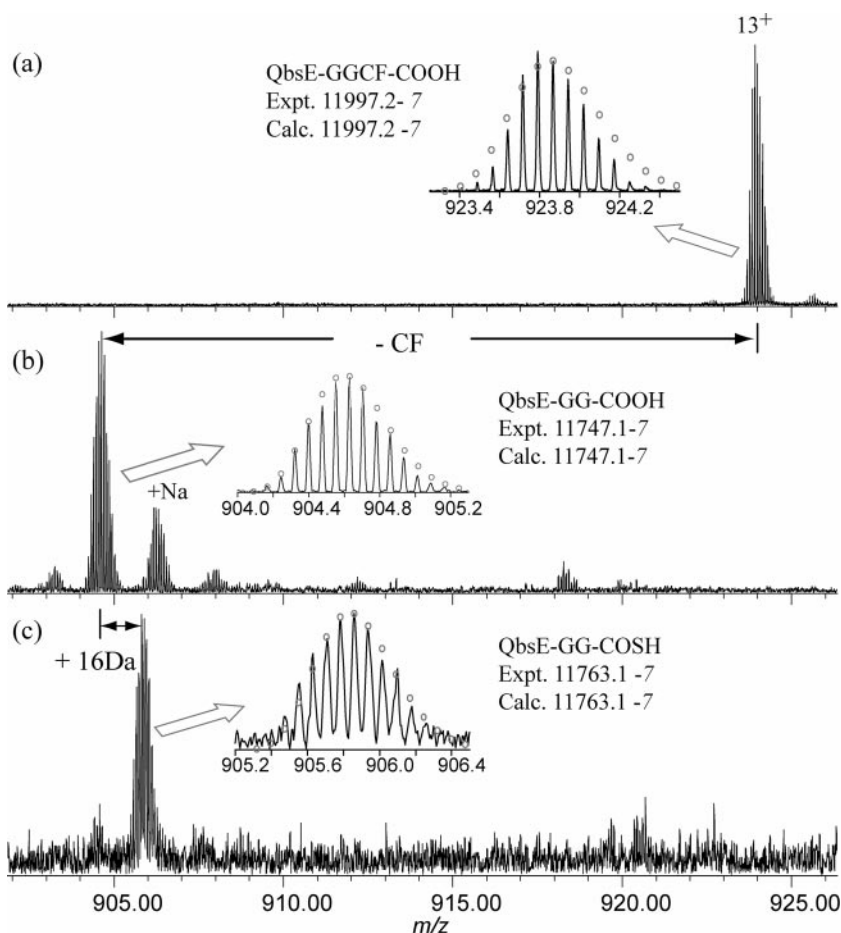 (a)
13+
QbsE-GGCF-COOH
Expt. 11997.2- 7
Calc. 11997.2 -7
923.4 923.8 924.2
- CF
(b)
QbsE-GG-COOH
Expt. 11747.1-7
Calc. 11747.1-7
+Na
904.0 904.4 904.8 905.2
(c)
+ 16Da
QbsE-GG-COSH
Expt. 11763.1 -7
Calc. 11763.1 -7
905.2 905.6 906.0 906.4
905.00 910.00 915.00 920.00 925.00
m/z